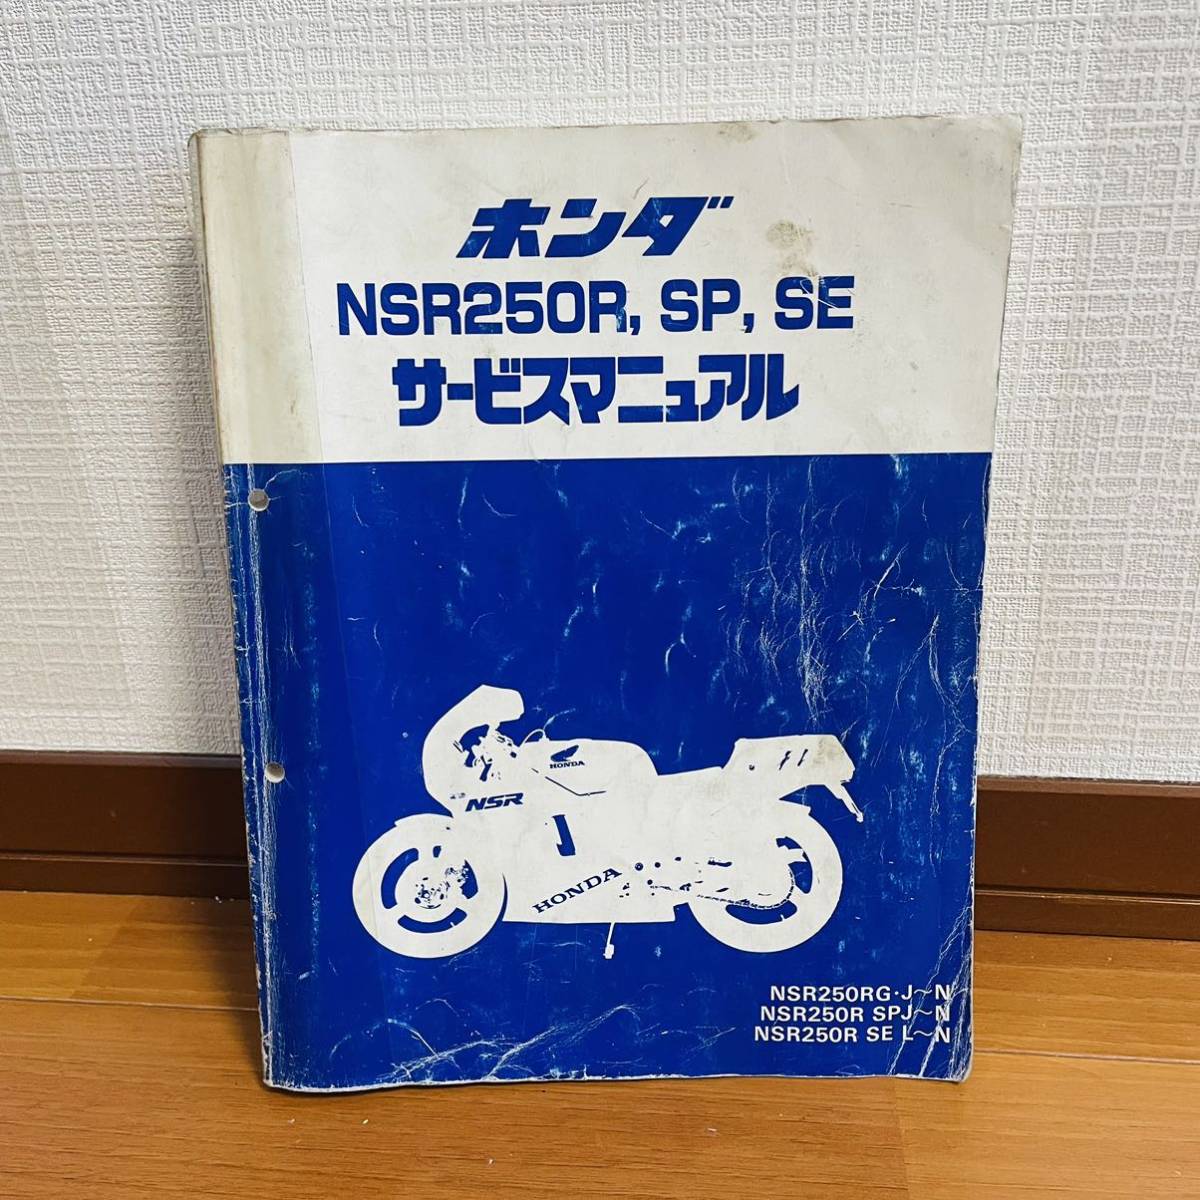 ホンダ
NSR250R, SP, SE
サービスマニュアル
HONDA
NSR
HONDA
NSR250RG·J~N
NSR250R SPJ~N
NSR250R SE L~N